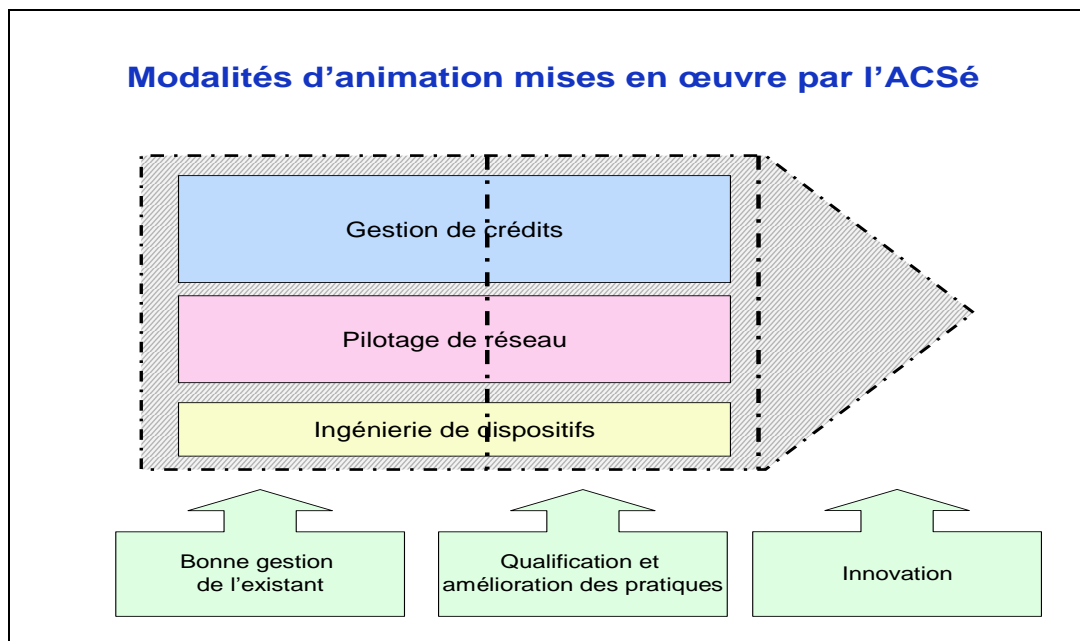 Modalités d'animation mises en œuvre par l'ACSé
Gestion de crédits
Pilotage de réseau
Ingénierie de dispositifs
Bonne gestion
de l'existant
Qualification et
amélioration des pratiques
Innovation